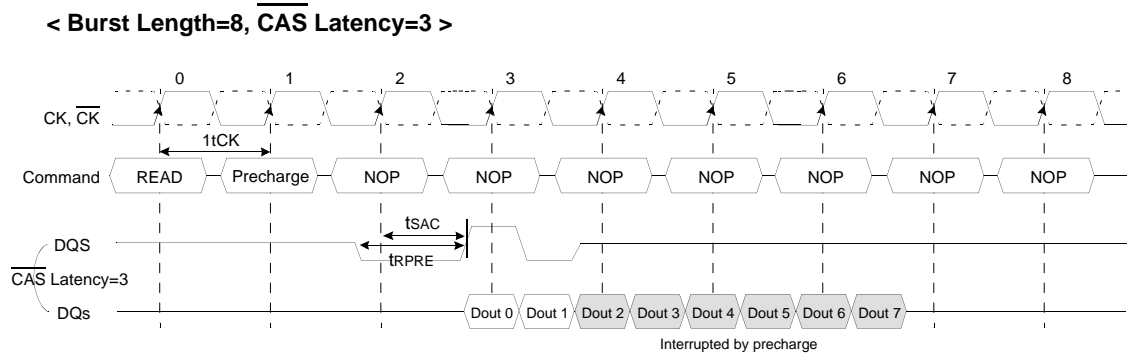 < Burst Length=8, CAS Latency=3 >
0 1 2 3 4 5 6 7 8
CK, CK
1tCK
Command READ Precharge NOP NOP NOP NOP NOP NOP NOP
tSAC
DQS
tRPRE
CAS Latency=3
DQs Dout 0 Dout 1 Dout 2 Dout 3 Dout 4 Dout 5 Dout 6 Dout 7
Interrupted by precharge